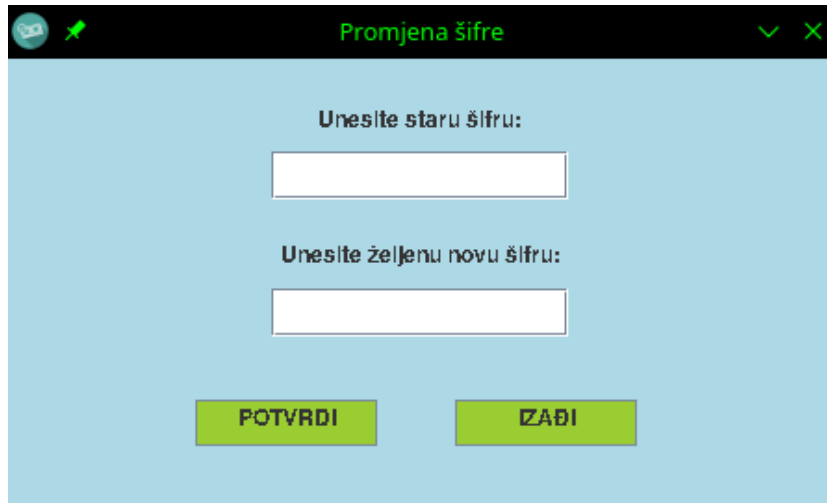 Promjena šifre
Unesite staru šifru:
Unesite željenu novu šifru:
POTVRDI
IZAĐI